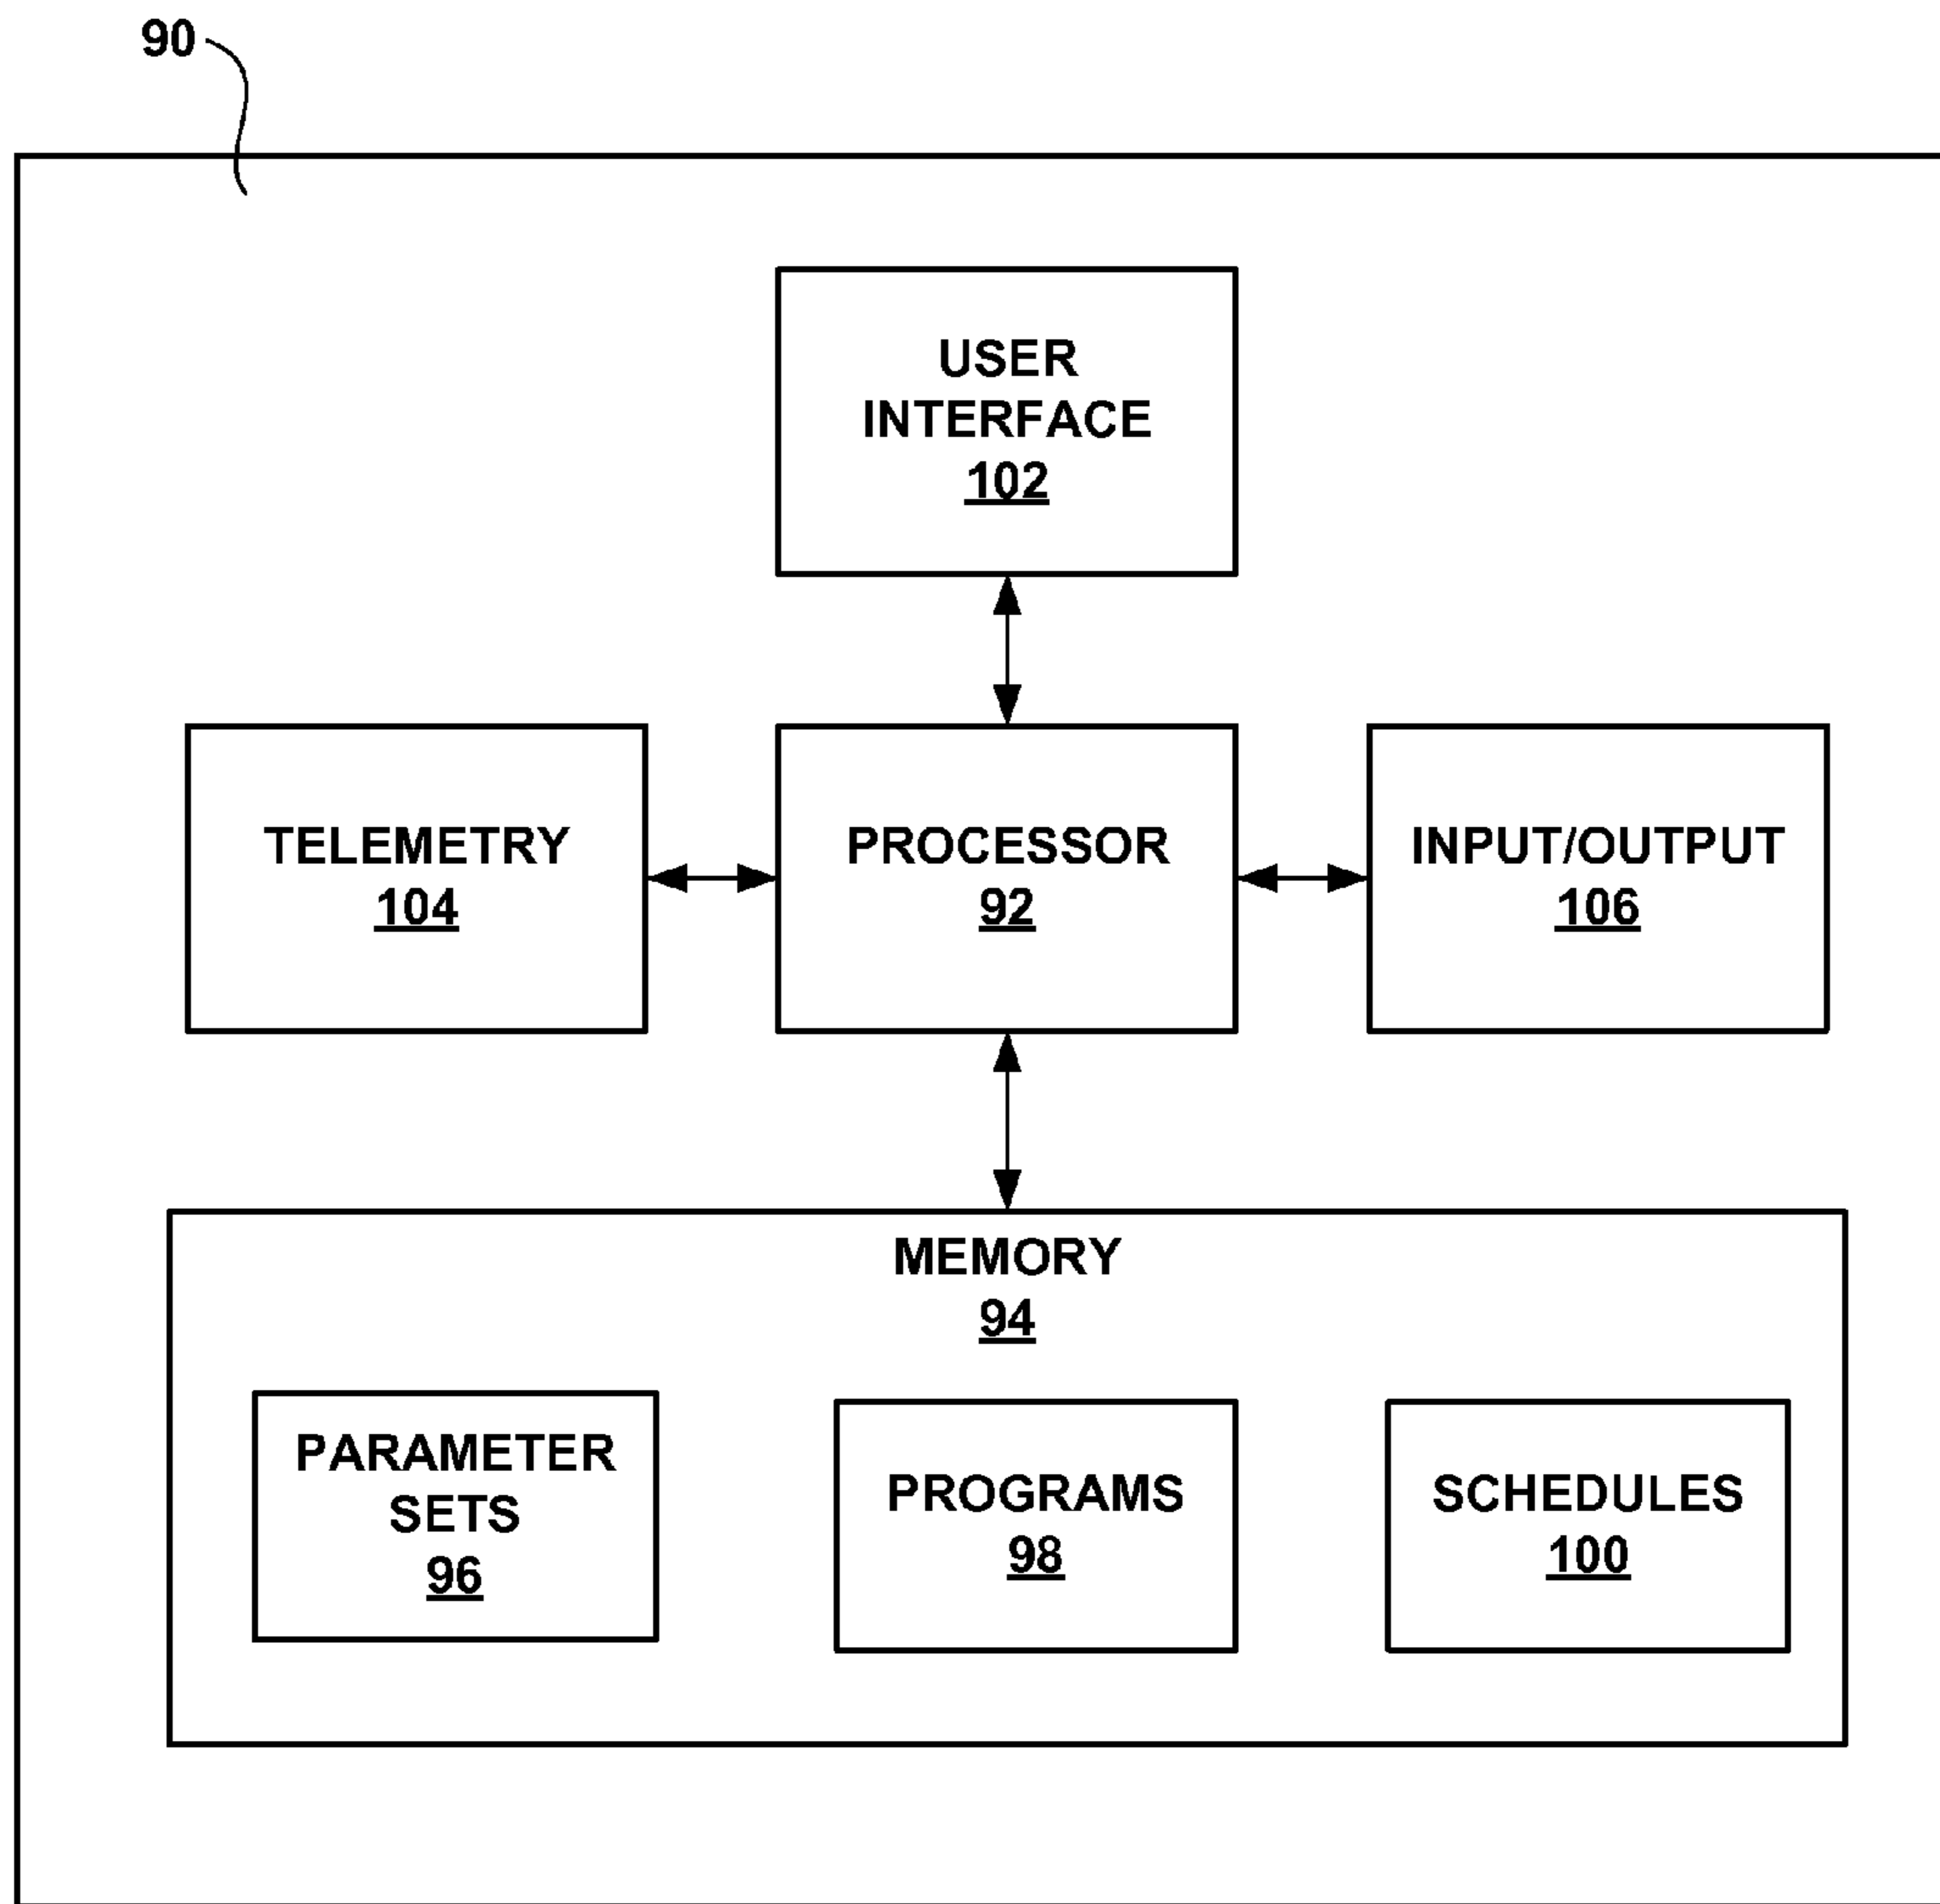 90
USER
INTERFACE
102
TELEMETRY
104
PROCESSOR
92
INPUT/OUTPUT
106
MEMORY
94
PARAMETER
SETS
96
PROGRAMS
98
SCHEDULES
100